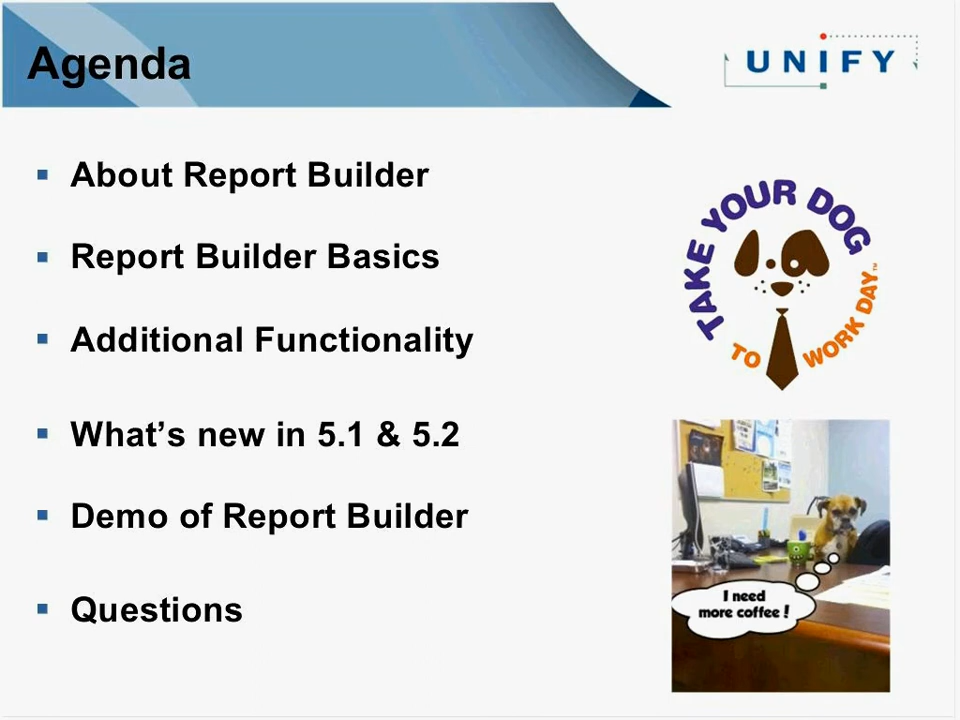 Agenda
UNIFY
About Report Builder
Report Builder Basics
Additional Functionality
What’s new in 5.1 & 5.2
Demo of Report Builder
Questions
TAKE YOUR DOG
TO WORK DAY™
I need
more coffee!